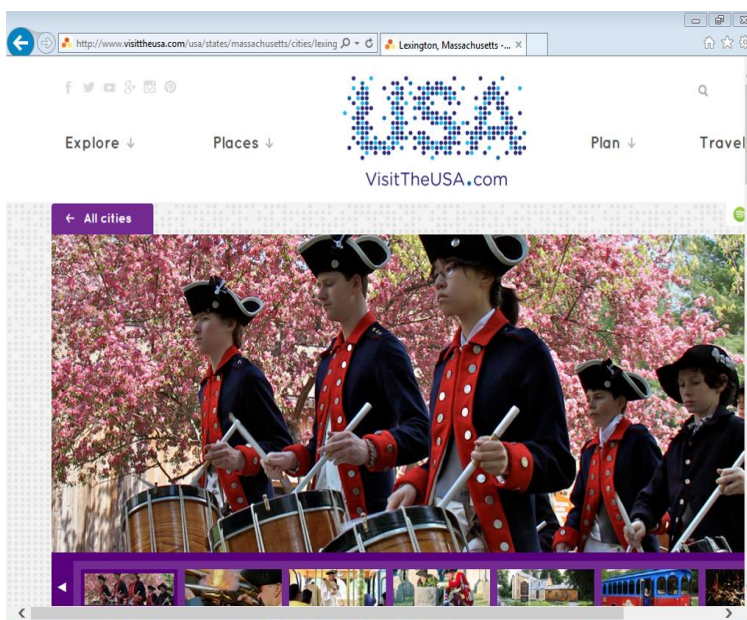 http://www.visittheusa.com/usa/states/massachusetts/cities/lexing
Lexington, Massachusetts -...
USA
Explore
Places
VisitTheUSA.com
Plan
Travel
All cities